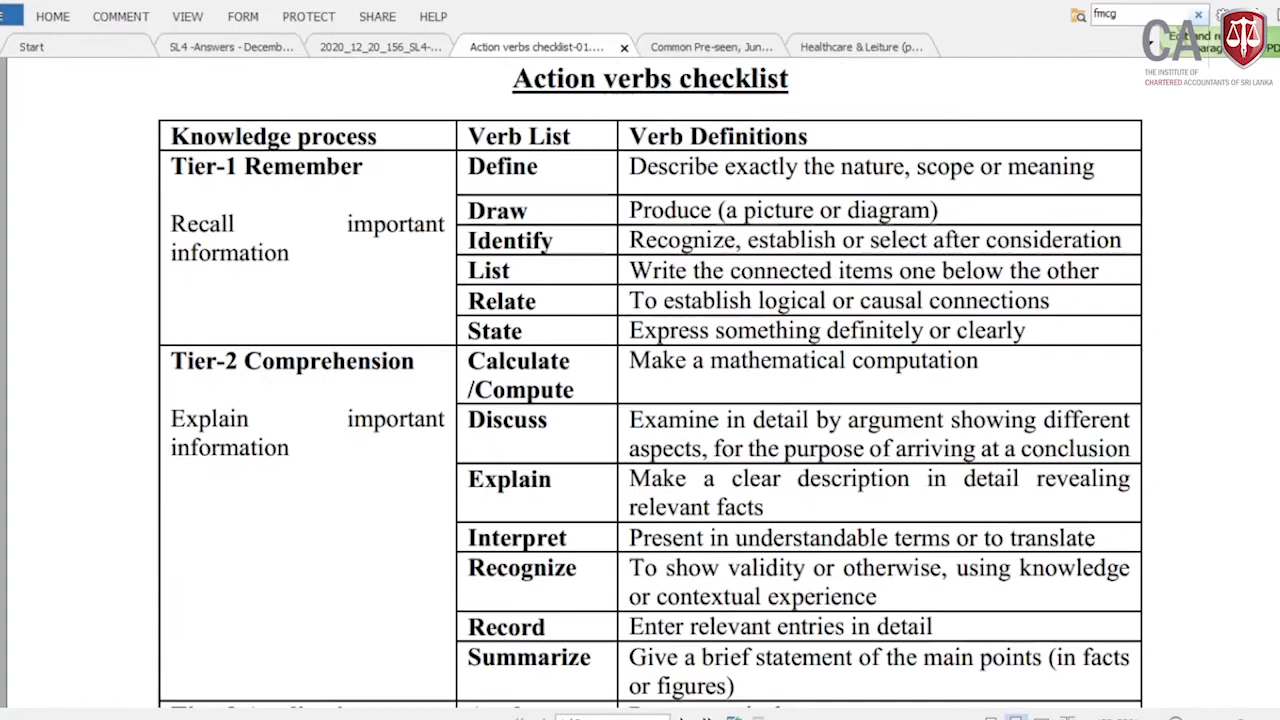 HOME COMMENT VIEW FORM PROTECT SHARE HELP
fmcg
Start
SL4 -Answers - Decemb...
2020_12_20_156_SL4-...
Action verbs checklist-01....
Common Pre-seen, Jun...
Healthcare & Leiture (p...
CA
THE INSTITUTE OF
CHARTERED ACCOUNTANTS OF SRI LANKA
Action verbs checklist
Knowledge process Verb List Verb Definitions
Tier-1 Remember Define Describe exactly the nature, scope or meaning
Recall important
information
Draw Produce (a picture or diagram)
Identify Recognize, establish or select after consideration
List Write the connected items one below the other
Relate To establish logical or causal connections
State Express something definitely or clearly
Tier-2 Comprehension Calculate Make a mathematical computation
/Compute
Explain important
information
Discuss Examine in detail by argument showing different
aspects, for the purpose of arriving at a conclusion
Explain Make a clear description in detail revealing
relevant facts
Interpret Present in understandable terms or to translate
Recognize To show validity or otherwise, using knowledge
or contextual experience
Record Enter relevant entries in detail
Summarize Give a brief statement of the main points (in facts
or figures)